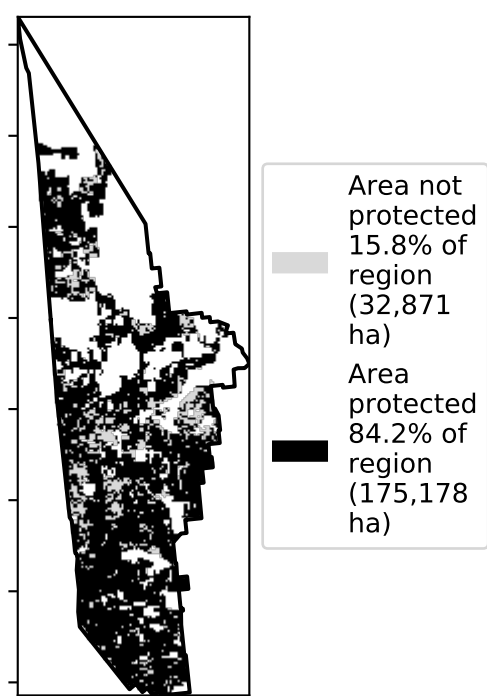 Area not
protected
15.8% of
region
(32,871
ha)
Area
protected
84.2% of
region
(175,178
ha)